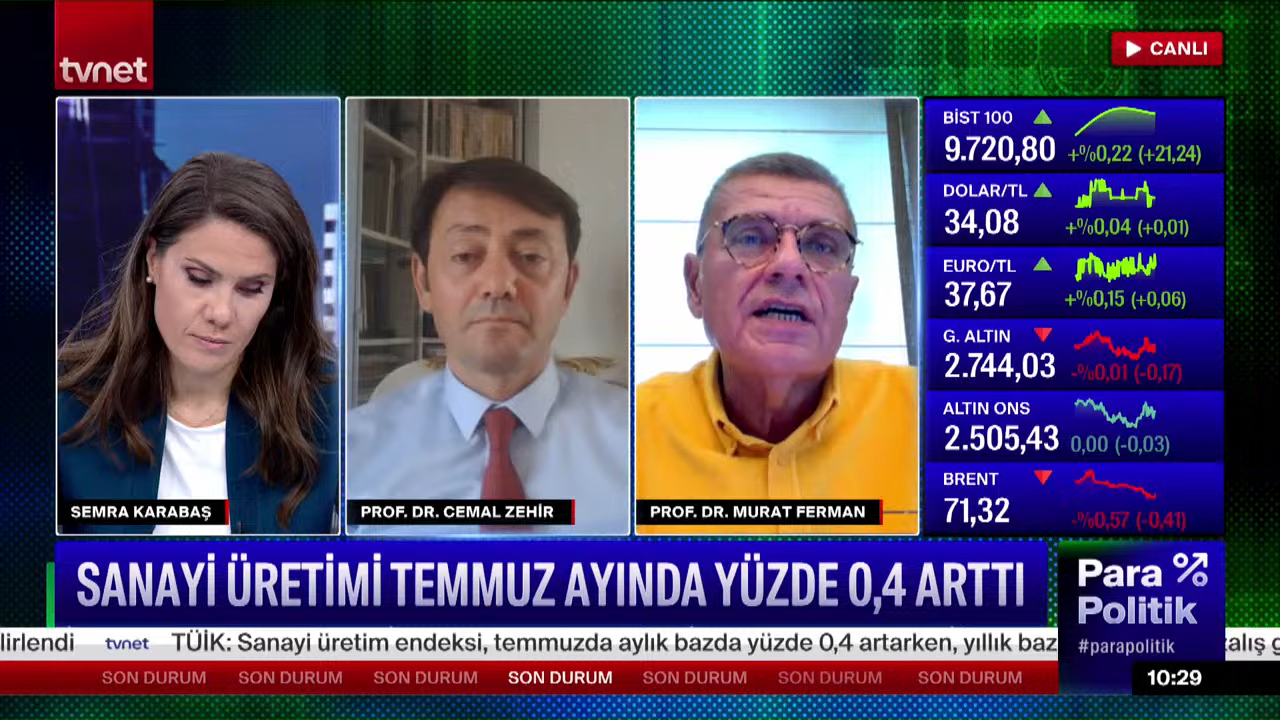 tvnet
CANLI
BİST 100
9.720,80
+%0,22 (+21,24)
DOLAR/TL
34,08
+%0,04 (+0,01)
EURO/TL
37,67
+%0,15 (+0,06)
G. ALTIN
2.744,03
-%0,01 (-0,17)
ALTIN ONS
2.505,43
0,00 (-0,03)
BRENT
71,32
-%0,57 (-0,41)
SEMRA KARABAŞ
PROF. DR. CEMAL ZEHİR
PROF. DR. MURAT FERMAN
SANAYİ ÜRETİMİ TEMMUZ AYINDA YÜZDE 0,4 ARTTI
Para
Politik
#parapolitik
lirlendi tvnet TÜİK: Sanayi üretim endeksi, temmuzda aylık bazda yüzde 0,4 artarken, yıllık baz zalış g
SON DURUM SON DURUM SON DURUM SON DURUM SON DURUM SON DURUM SON DURUM
10:29